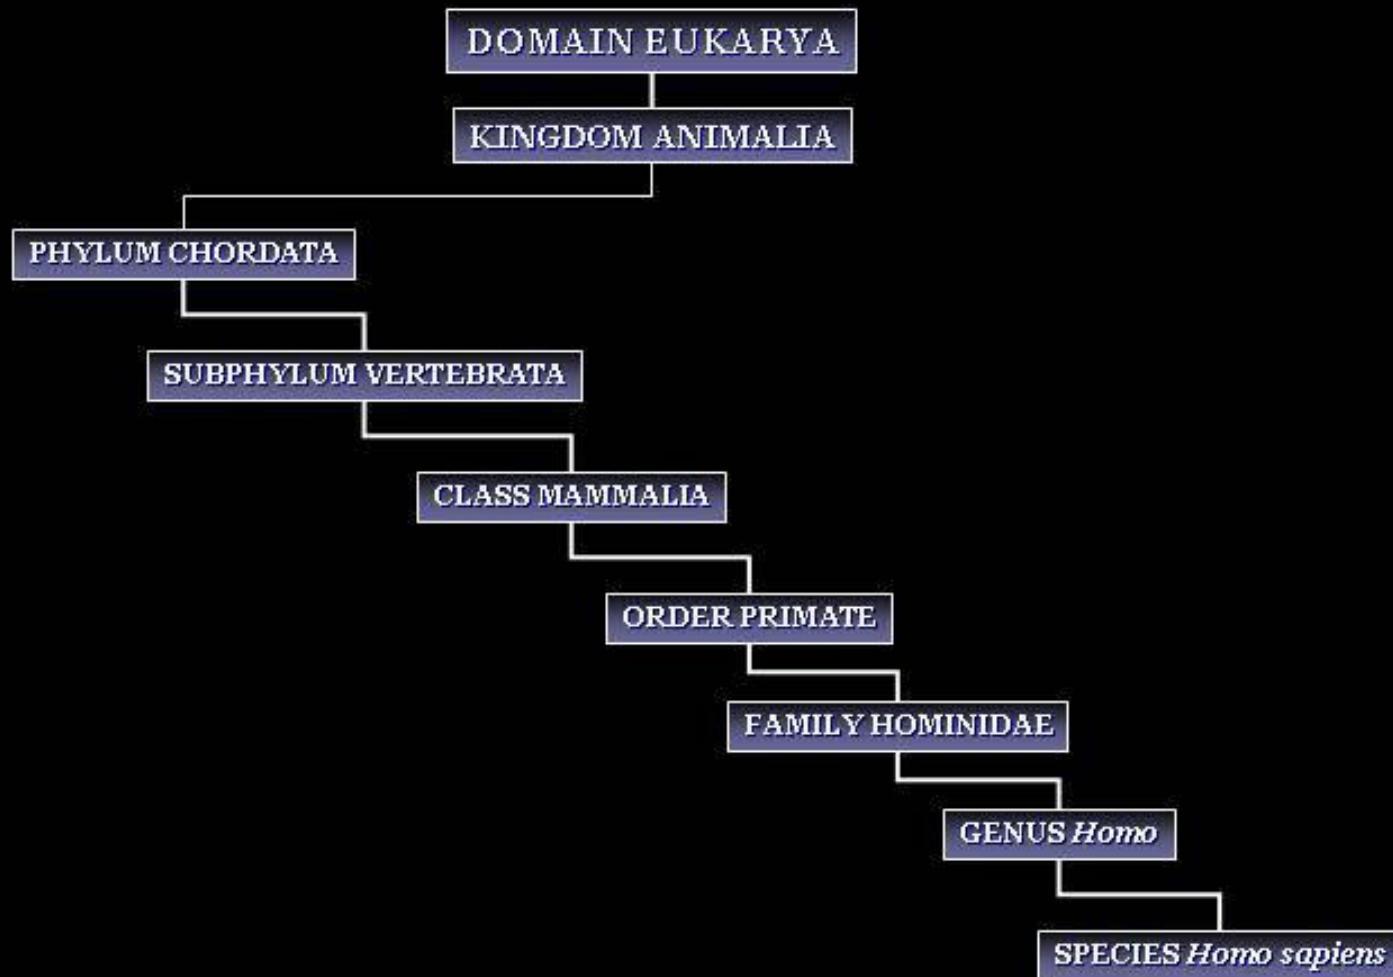 DOMAIN EUKARYA
KINGDOM ANIMALIA
PHYLUM CHORDATA
SUBPHYLUM VERTEBRATA
CLASS MAMMALIA
ORDER PRIMATE
FAMILY HOMINIDAE
GENUS Homo
SPECIES Homo sapiens